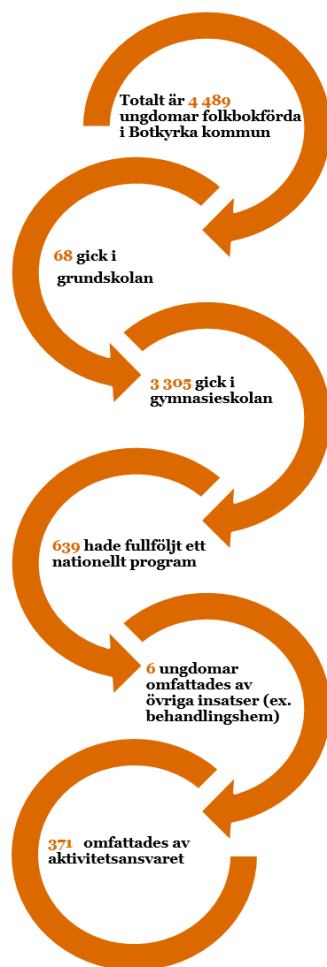 Totalt är 4 489
ungdomar folkbokförda
i Botkyrka kommun
68 gick i
grundskolan
3 305 gick i
gymnasieskolan
639 hade fullföljt ett
nationellt program
6 ungdomar
omfattades av
övriga insatser (ex.
behandlingshem)
371 omfattades av
aktivitetsansvaret